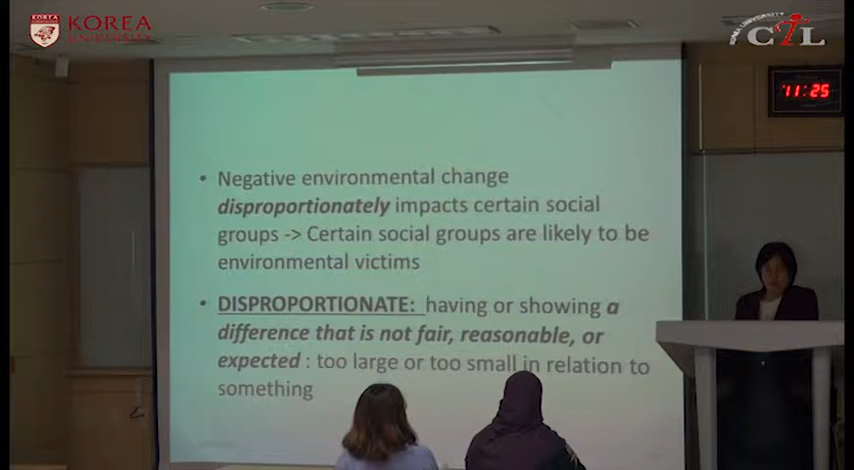 KOREA
UNIVERSITY
KOREA UNIVERSITY
CTL
11:25
• Negative environmental change
disproportionately impacts certain social
groups -> Certain social groups are likely to be
environmental victims
• DISPROPORTIONATE: having or showing a
difference that is not fair, reasonable, or
expected : too large or too small in relation to
something